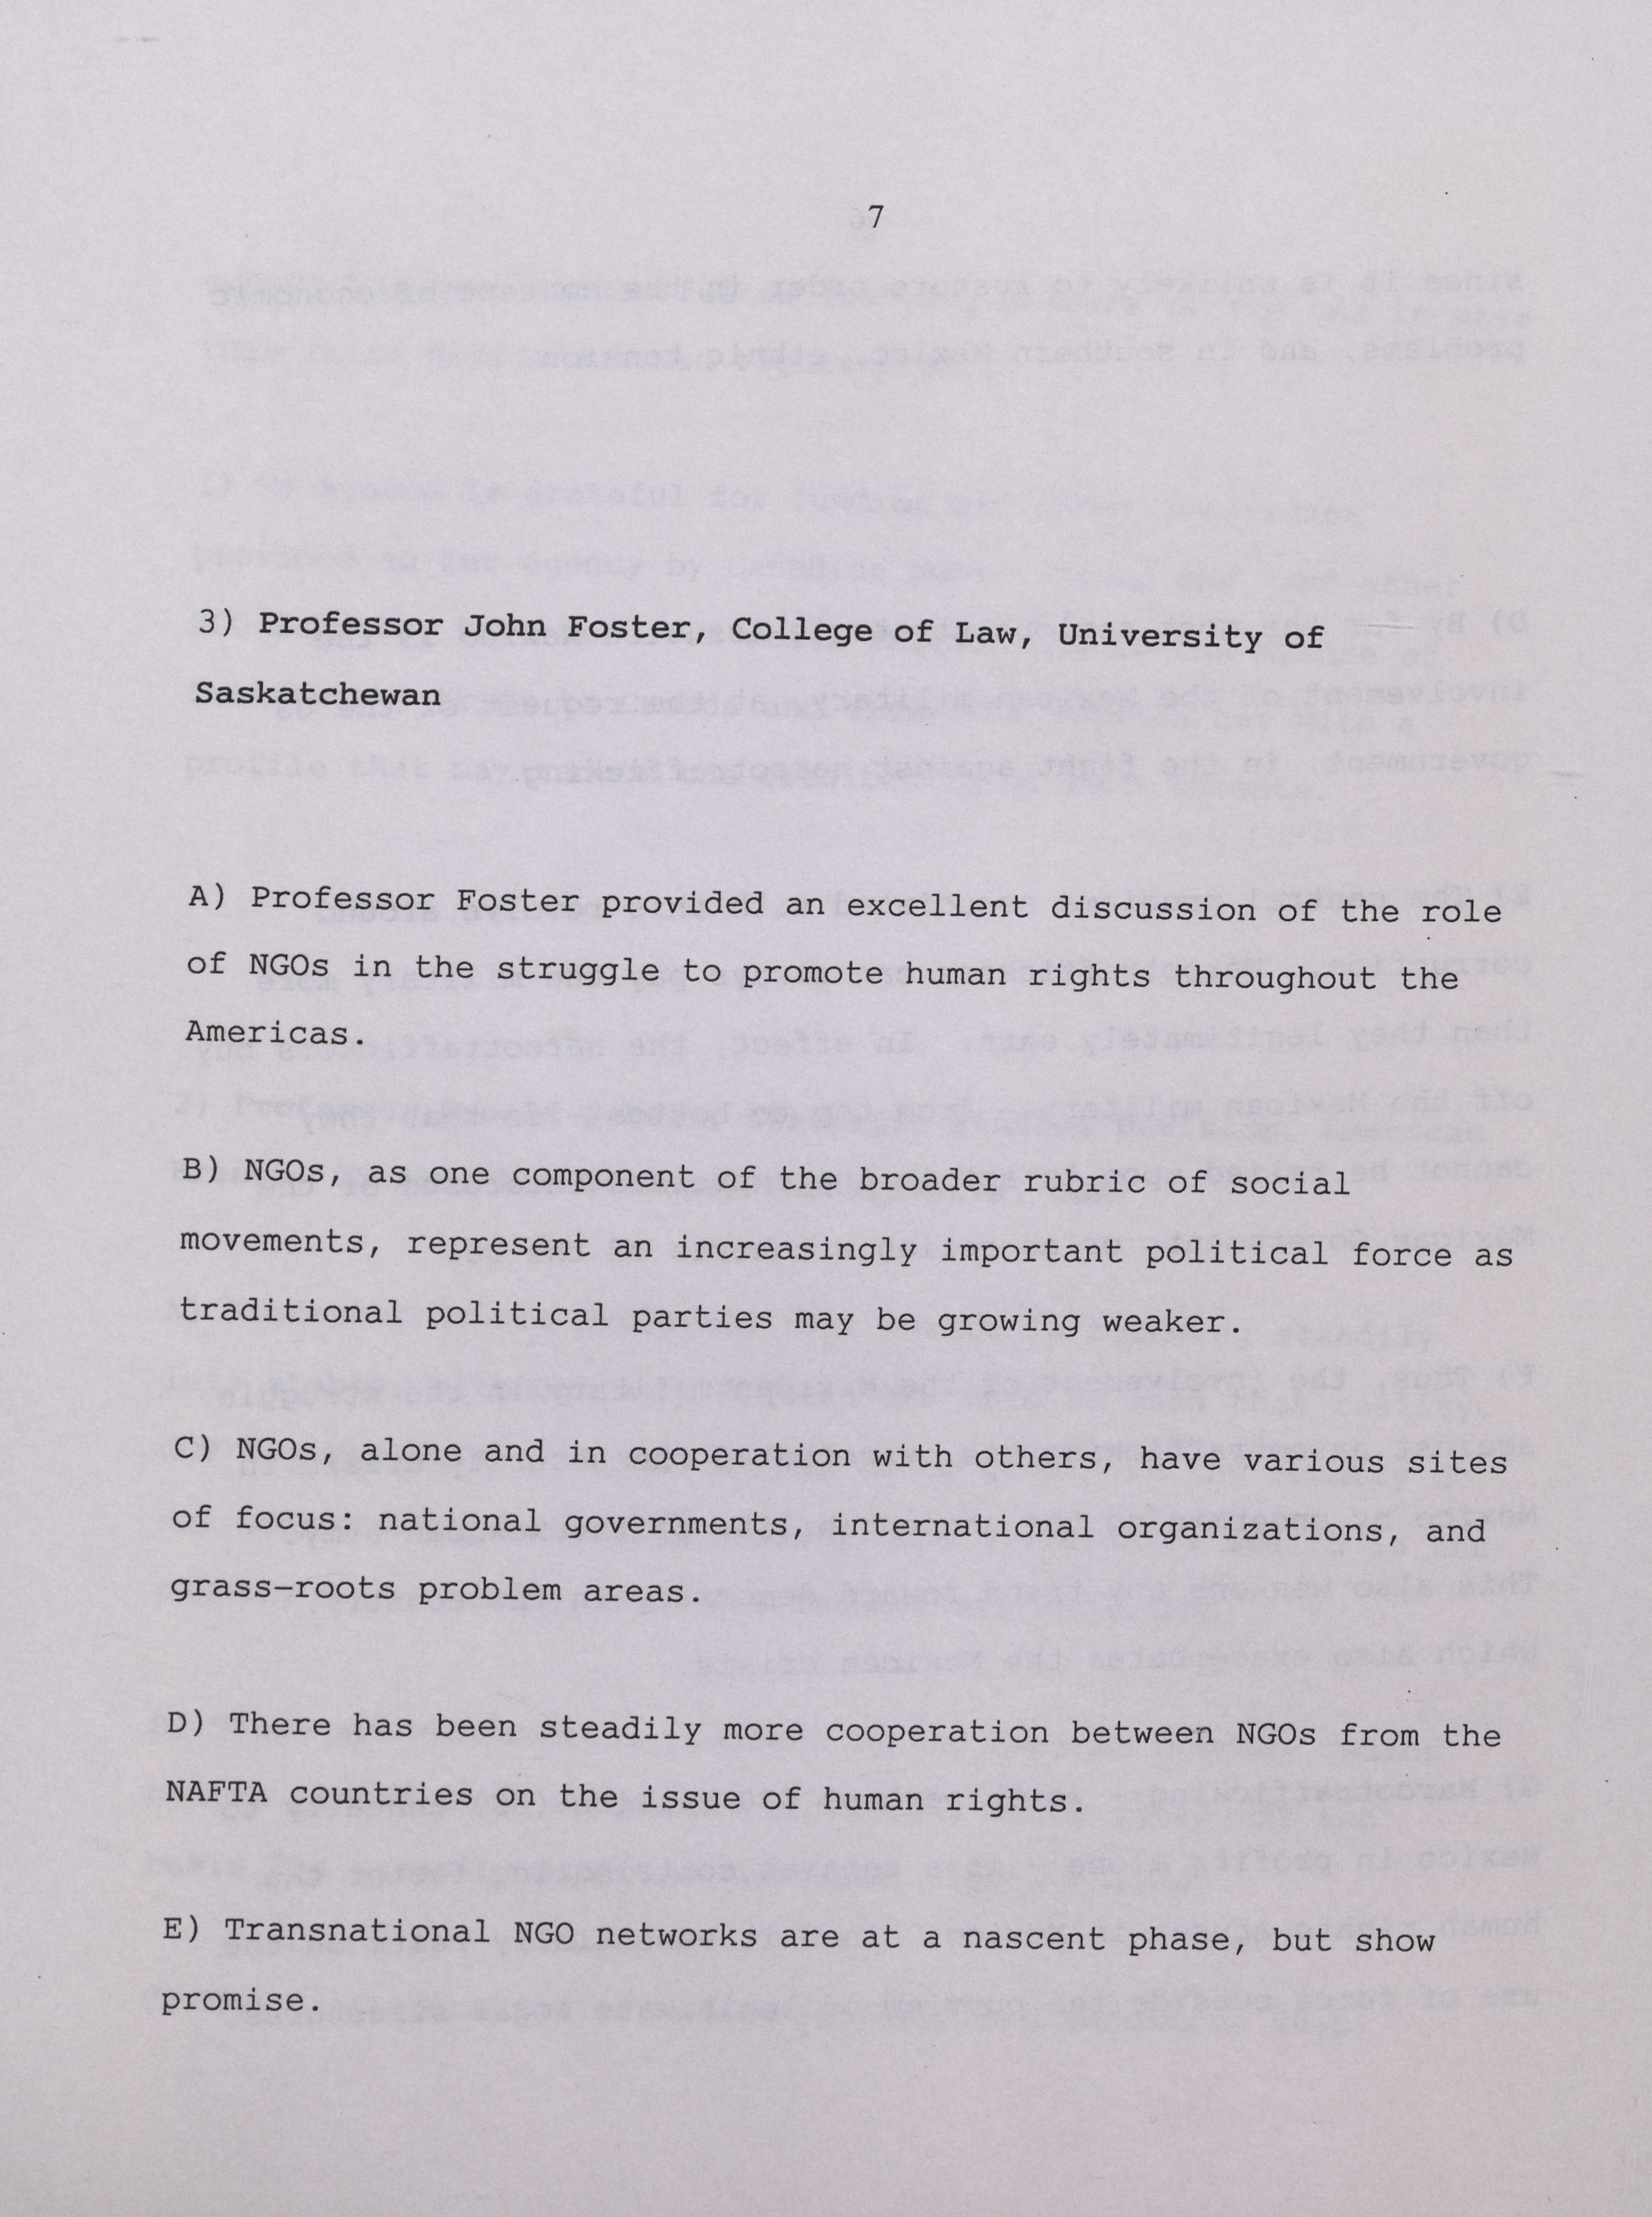 7
3) Professor John Foster, College of Law, University of
Saskatchewan
A) Professor Foster provided an excellent discussion of the role
of NGOs in the struggle to promote human rights throughout the
Americas.
B) NGOs, as one component of the broader rubric of social
movements, represent an increasingly important political force as
traditional political parties may be growing weaker.
C) NGOs, alone and in cooperation with others, have various sites
of focus: national governments, international organizations, and
grass-roots problem areas.
D) There has been steadily more cooperation between NGOs from the
NAFTA countries on the issue of human rights.
E) Transnational NGO networks are at a nascent phase, but show
promise.